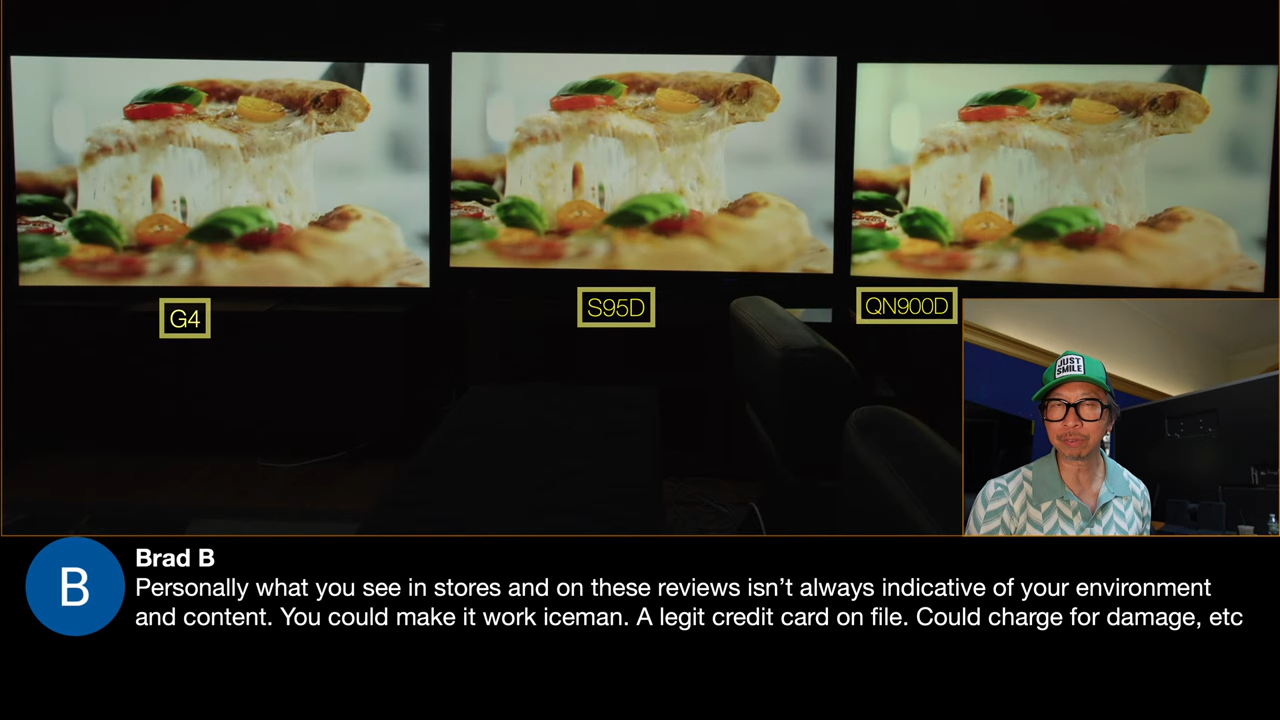 G4
S95D
QN900D
JUST
SMILE
B
Brad B
Personally what you see in stores and on these reviews isn't always indicative of your environment
and content. You could make it work iceman. A legit credit card on file. Could charge for damage, etc